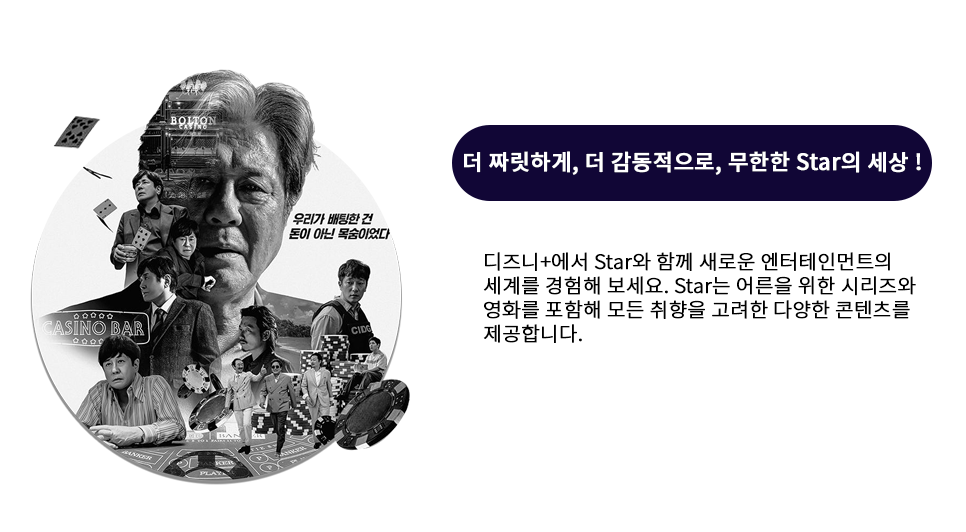 BOLTON
CASINO
우리가 배팅한 건
돈이 아닌 목숨이었다
CIDG
CASINO BAR
BANKER
PLAY
더 짜릿하게, 더 감동적으로, 무한한 Star의 세상 !
디즈니+에서 Star와 함께 새로운 엔터테인먼트의
세계를 경험해 보세요. Star는 어른을 위한 시리즈와
영화를 포함해 모든 취향을 고려한 다양한 콘텐츠를
제공합니다.